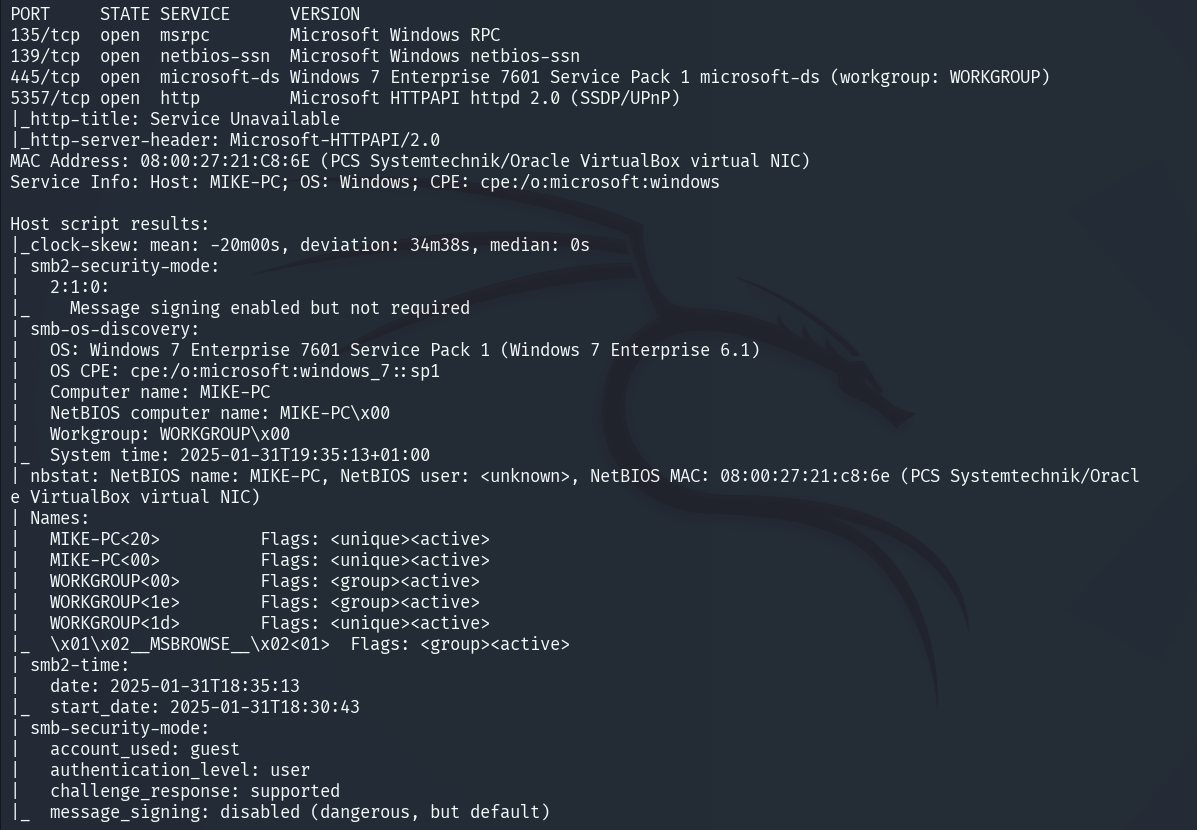 PORT     STATE SERVICE      VERSION
135/tcp  open  msrpc        Microsoft Windows RPC
139/tcp  open  netbios-ssn  Microsoft Windows netbios-ssn
445/tcp  open  microsoft-ds Windows 7 Enterprise 7601 Service Pack 1 microsoft-ds (workgroup: WORKGROUP)
5357/tcp open  http         Microsoft HTTPAPI httpd 2.0 (SSDP/UPnP)
|_http-title: Service Unavailable
|_http-server-header: Microsoft-HTTPAPI/2.0
MAC Address: 08:00:27:21:C8:6E (PCS Systemtechnik/Oracle VirtualBox virtual NIC)
Service Info: Host: MIKE-PC; OS: Windows; CPE: cpe:/o:microsoft:windows

Host script results:
|_clock-skew: mean: -20m00s, deviation: 34m38s, median: 0s
| smb2-security-mode:
|   2:1:0:
|_    Message signing enabled but not required
| smb-os-discovery:
|   OS: Windows 7 Enterprise 7601 Service Pack 1 (Windows 7 Enterprise 6.1)
|   OS CPE: cpe:/o:microsoft:windows_7::sp1
|   Computer name: MIKE-PC
|   NetBIOS computer name: MIKE-PC\x00
|   Workgroup: WORKGROUP\x00
|_  System time: 2025-01-31T19:35:13+01:00
| nbstat: NetBIOS name: MIKE-PC, NetBIOS user: <unknown>, NetBIOS MAC: 08:00:27:21:c8:6e (PCS Systemtechnik/Oracl
e VirtualBox virtual NIC)
| Names:
|   MIKE-PC<20>          Flags: <unique><active>
|   MIKE-PC<00>          Flags: <unique><active>
|   WORKGROUP<00>        Flags: <group><active>
|   WORKGROUP<1e>        Flags: <group><active>
|   WORKGROUP<1d>        Flags: <unique><active>
|_  \x01\x02__MSBROWSE__\x02<01>  Flags: <group><active>
| smb2-time:
|   date: 2025-01-31T18:35:13
|_  start_date: 2025-01-31T18:30:43
| smb-security-mode:
|   account_used: guest
|   authentication_level: user
|   challenge_response: supported
|_  message_signing: disabled (dangerous, but default)